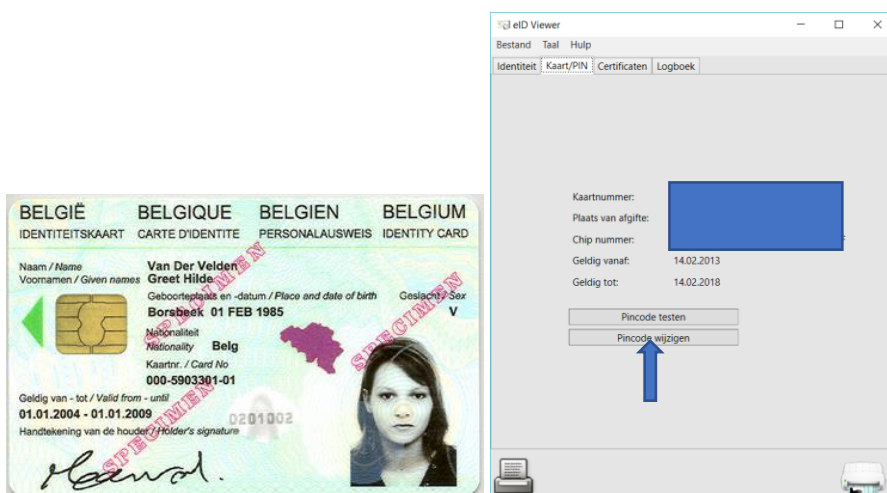 BELGIË BELGIQUE BELGIEN BELGIUM
IDENTITEITSKAART CARTE D'IDENTITE PERSONALAUSWEIS IDENTITY CARD
Naam / Name Van Der Velden
Voornamen / Given names Greet Hilde
Geboorteplaats en -datum / Place and date of birth Geslacht / Sex
Borsbeek 01 FEB 1985 V
Nationaliteit
Nationality Belg
Kaartnr. / Card No
000-5903301-01
Geldig van - tot / Valid from - until
01.01.2004 - 01.01.2009
0201002
Handtekening van de houder / Holder's signature
SPECIMEN
SPECIMEN
SPECIMEN
eID Viewer
Bestand Taal Hulp
Identiteit Kaart/PIN Certificaten Logboek
Kaartnummer:
Plaats van afgifte:
Chip nummer:
Geldig vanaf: 14.02.2013
Geldig tot: 14.02.2018
Pincode testen
Pincode wijzigen